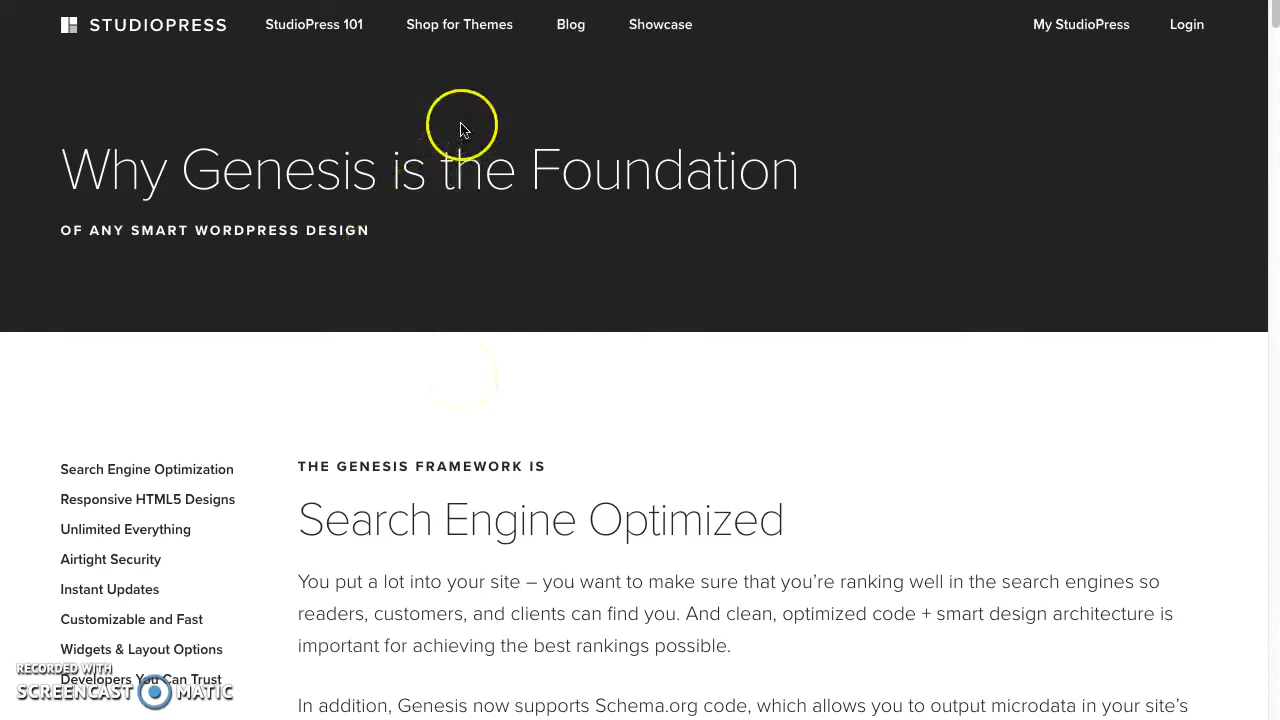 STUDIOPRESS StudioPress 101 Shop for Themes Blog Showcase My StudioPress Login
Why Genesis is the Foundation
OF ANY SMART WORDPRESS DESIGN
Search Engine Optimization
Responsive HTML5 Designs
Unlimited Everything
Airtight Security
Instant Updates
Customizable and Fast
Widgets & Layout Options
Developers You Can Trust
THE GENESIS FRAMEWORK IS
Search Engine Optimized
You put a lot into your site – you want to make sure that you’re ranking well in the search engines so
readers, customers, and clients can find you. And clean, optimized code + smart design architecture is
important for achieving the best rankings possible.
In addition, Genesis now supports Schema.org code, which allows you to output microdata in your site’s
RECORDED WITH
SCREENCAST MATIC